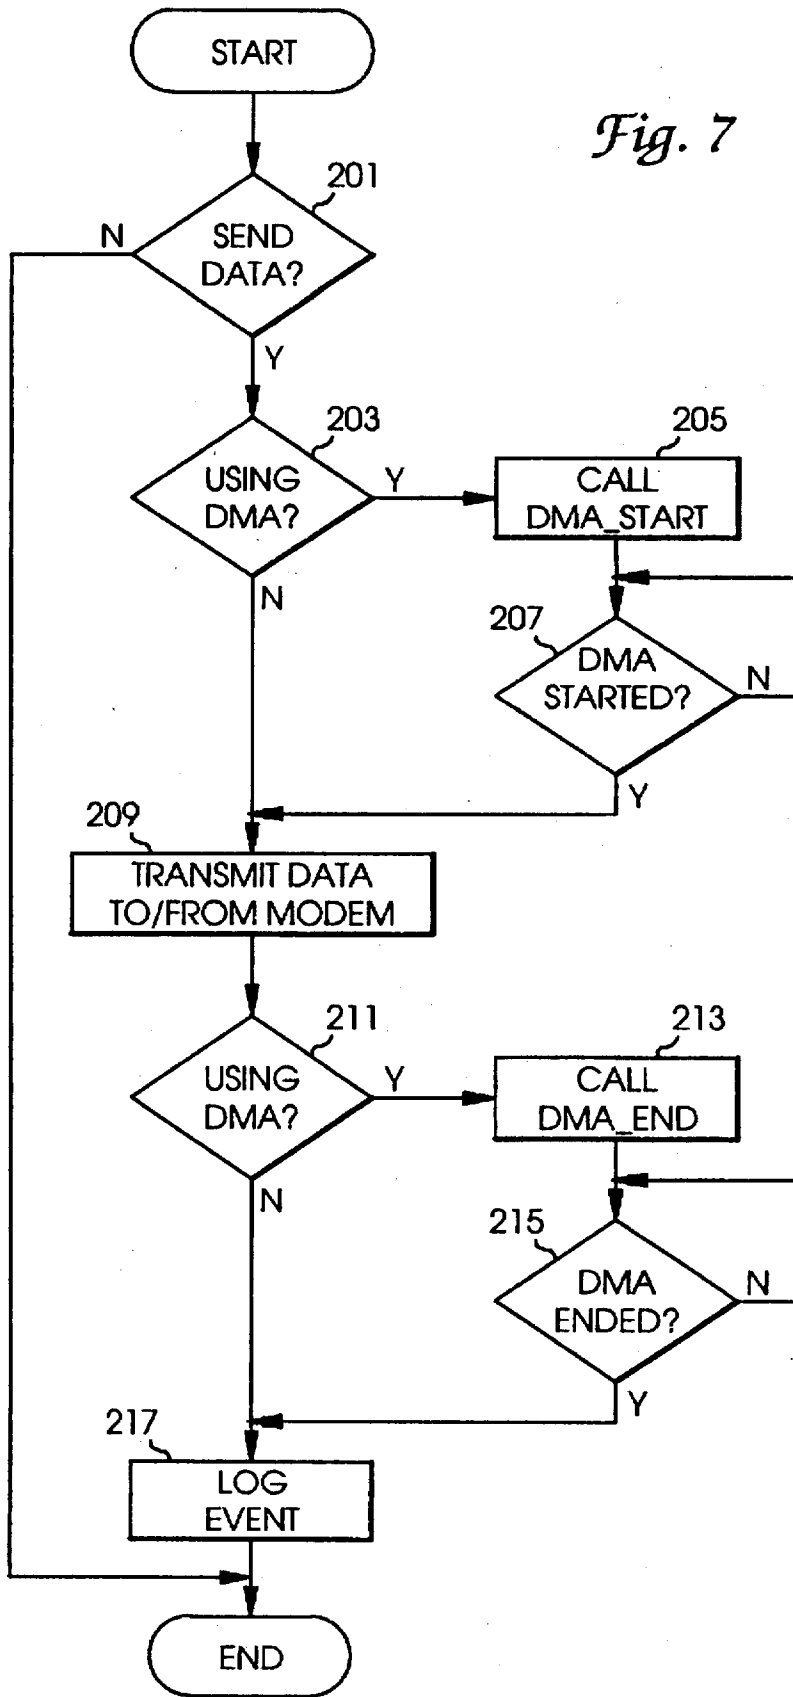 START
Fig. 7
201
N
SEND
DATA?
Y
203
205
USING
DMA?
Y
CALL
DMA_START
N
207
DMA
STARTED?
N
Y
209
TRANSMIT DATA
TO/FROM MODEM
211
213
USING
DMA?
Y
CALL
DMA_END
N
215
DMA
ENDED?
N
Y
217
LOG
EVENT
END